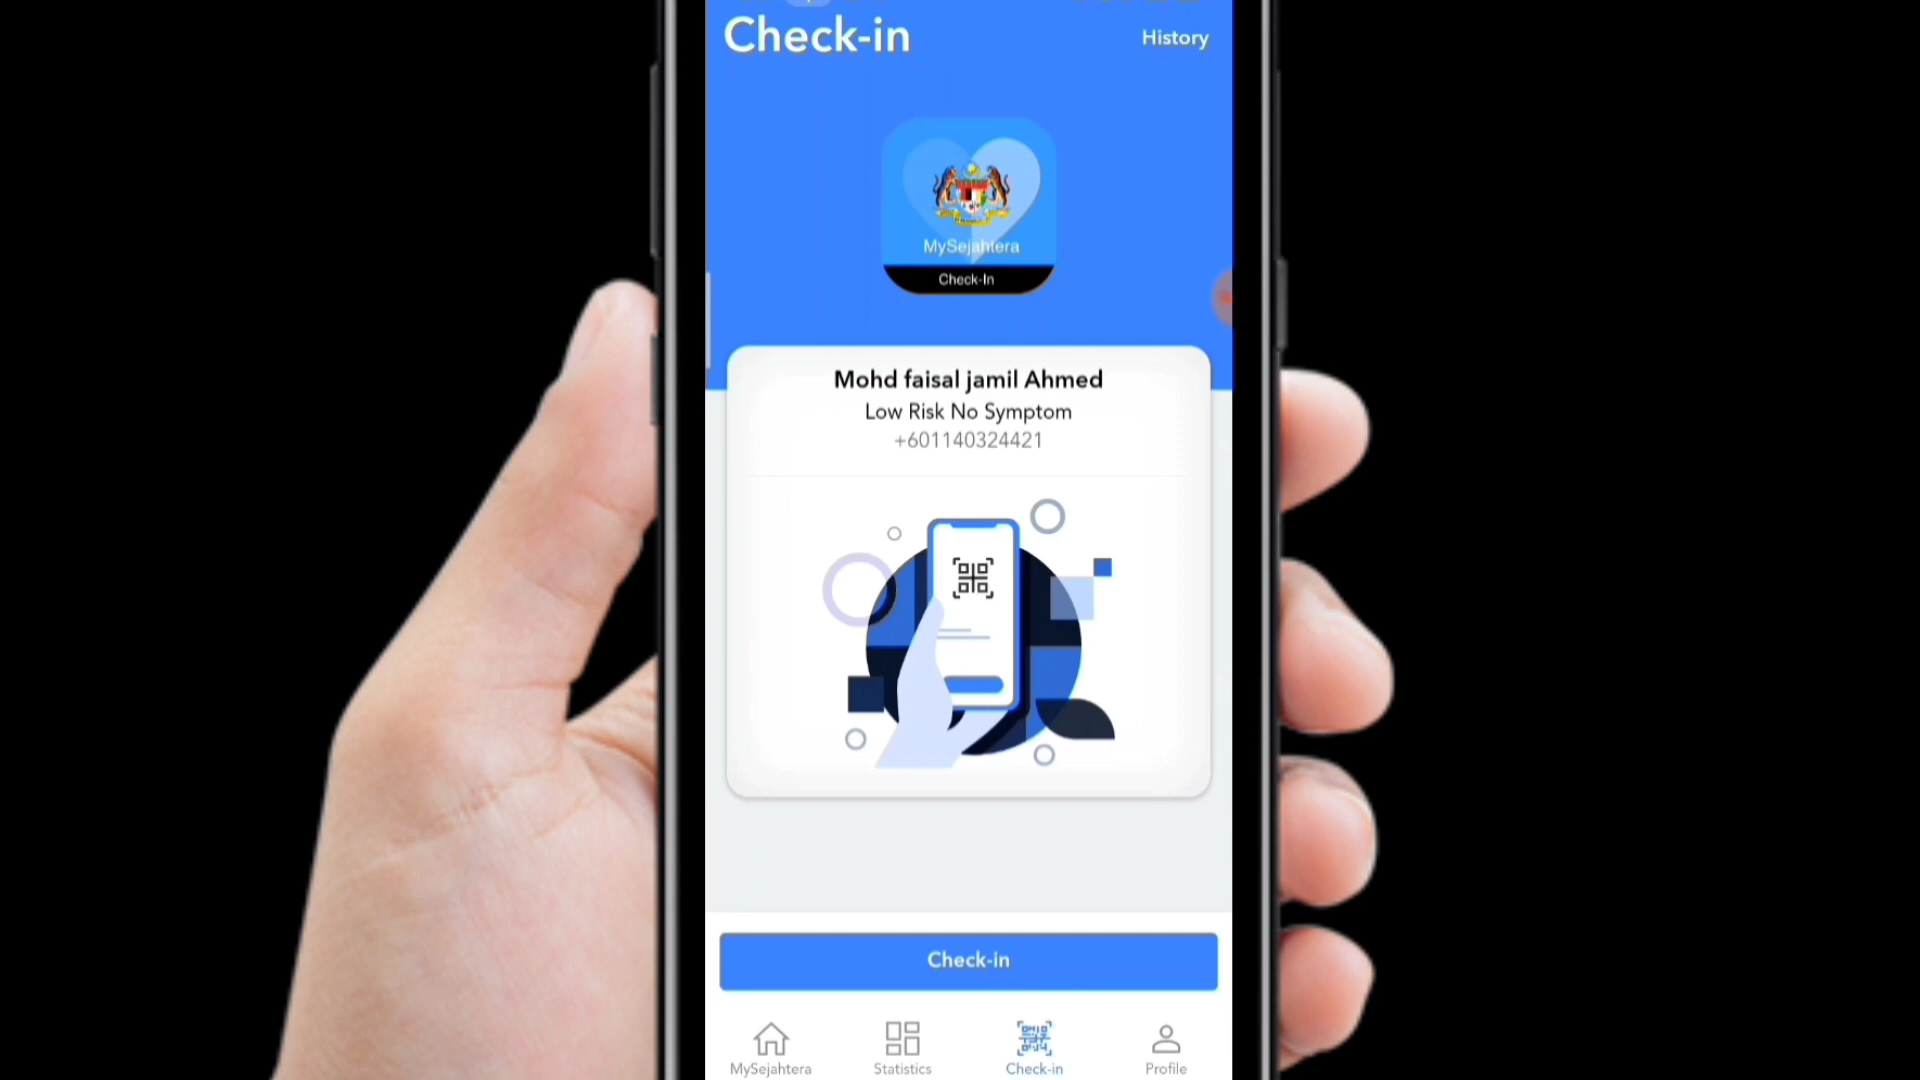 Check-in
History
MySejahtera
Check-In
Mohd faisal jamil Ahmed
Low Risk No Symptom
+601140324421
Check-in
MySejahtera
Statistics
Check-in
Profile